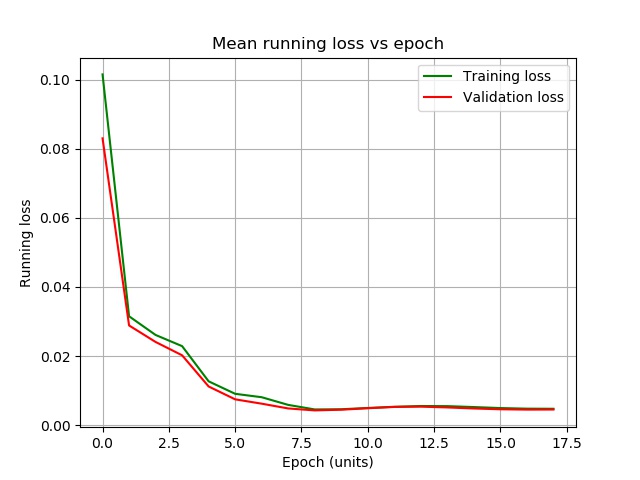 Mean running loss vs epoch
Training loss
Validation loss
0.10
0.08
0.06
0.04
0.02
0.00
Running loss
0.0 2.5 5.0 7.5 10.0 12.5 15.0 17.5
Epoch (units)